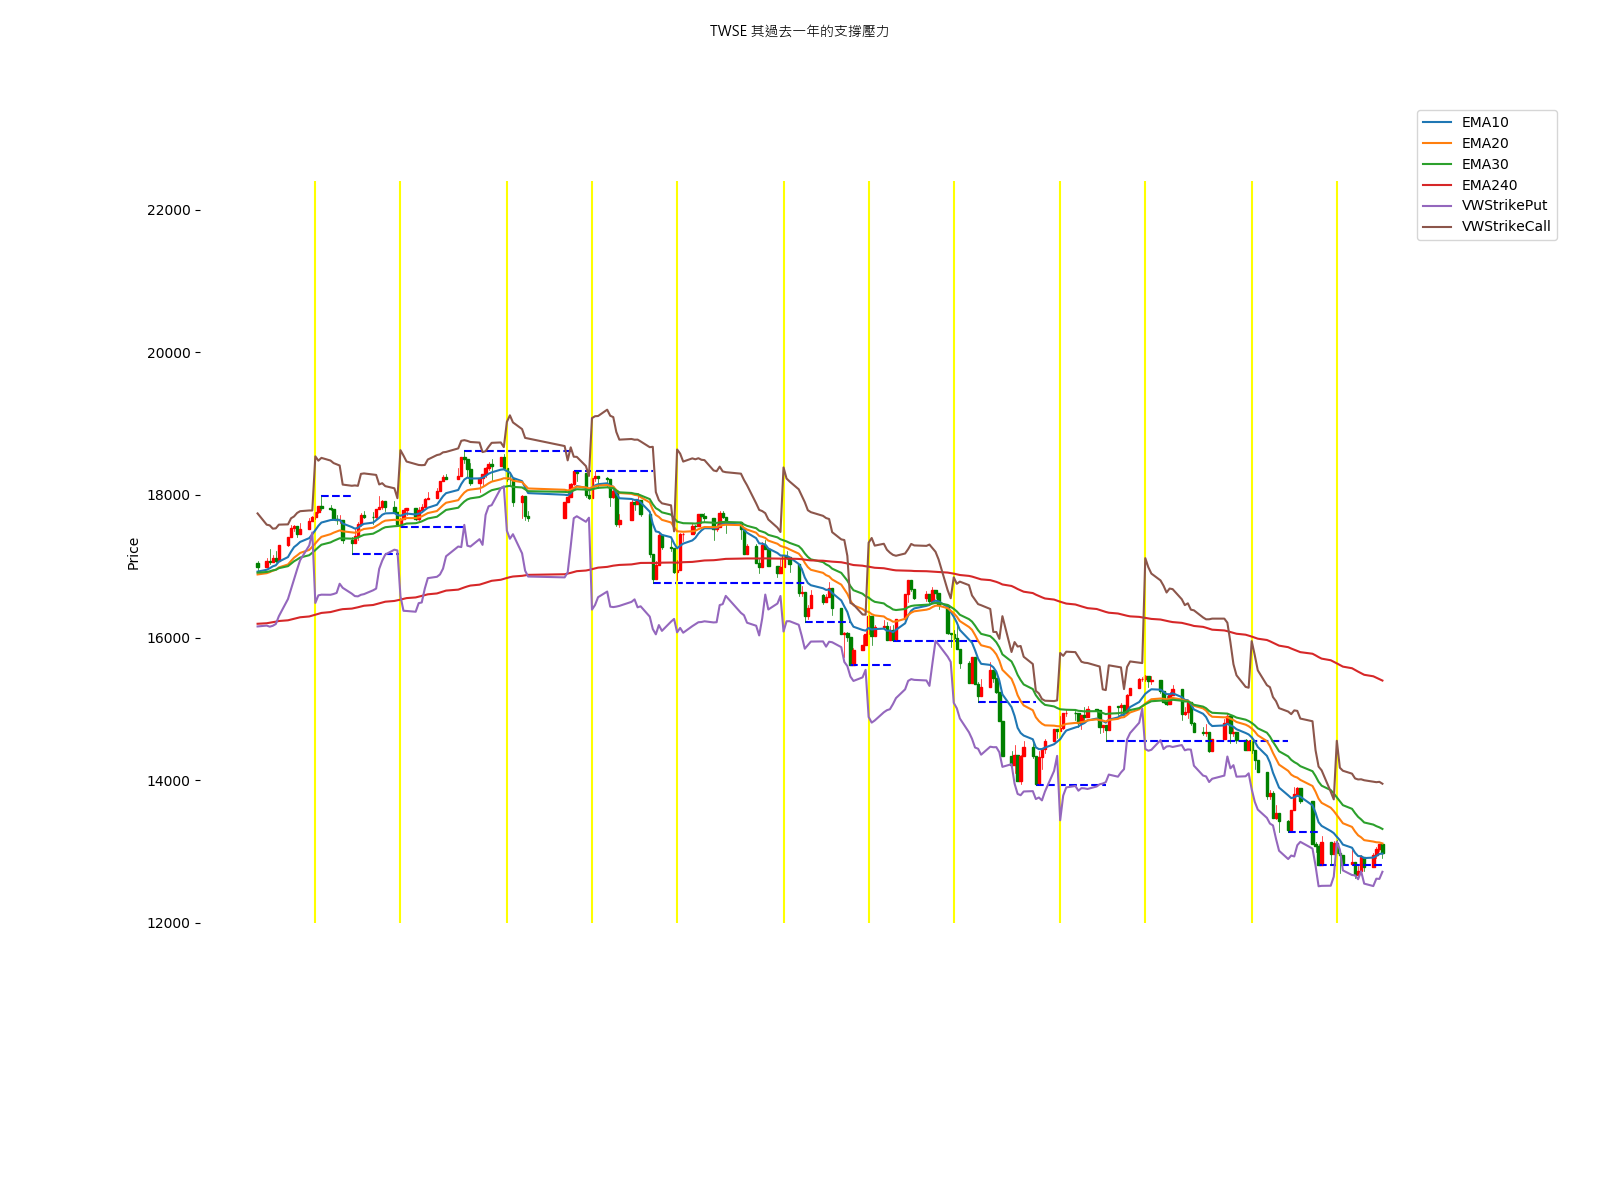 TWSE 其過去一年的支撐壓力
EMA10
EMA20
EMA30
EMA240
VWStrikePut
VWStrikeCall
22000
20000
18000
16000
14000
12000
Price